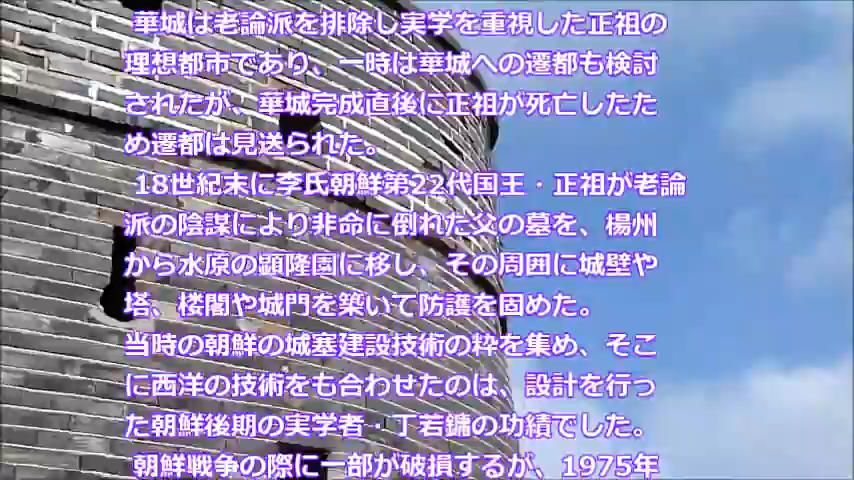 華城は老論派を排除し実学を重視した正祖の
理想都市であり、一時は華城への遷都も検討
されたが、華城完成直後に正祖が死亡したた
め遷都は見送られた。
18世紀末に李氏朝鮮第22代国王・正祖が老論
派の陰謀により非命に倒れた父の墓を、楊州
から水原の顕隆園に移し、その周囲に城壁や
塔、楼閣や城門を築いて防護を固めた。
当時の朝鮮の城塞建設技術の粋を集め、そこ
に西洋の技術をも合わせたのは、設計を行っ
た朝鮮後期の実学者・丁若鏞の功績でした。
朝鮮戦争の際に一部が破損するが、1975年